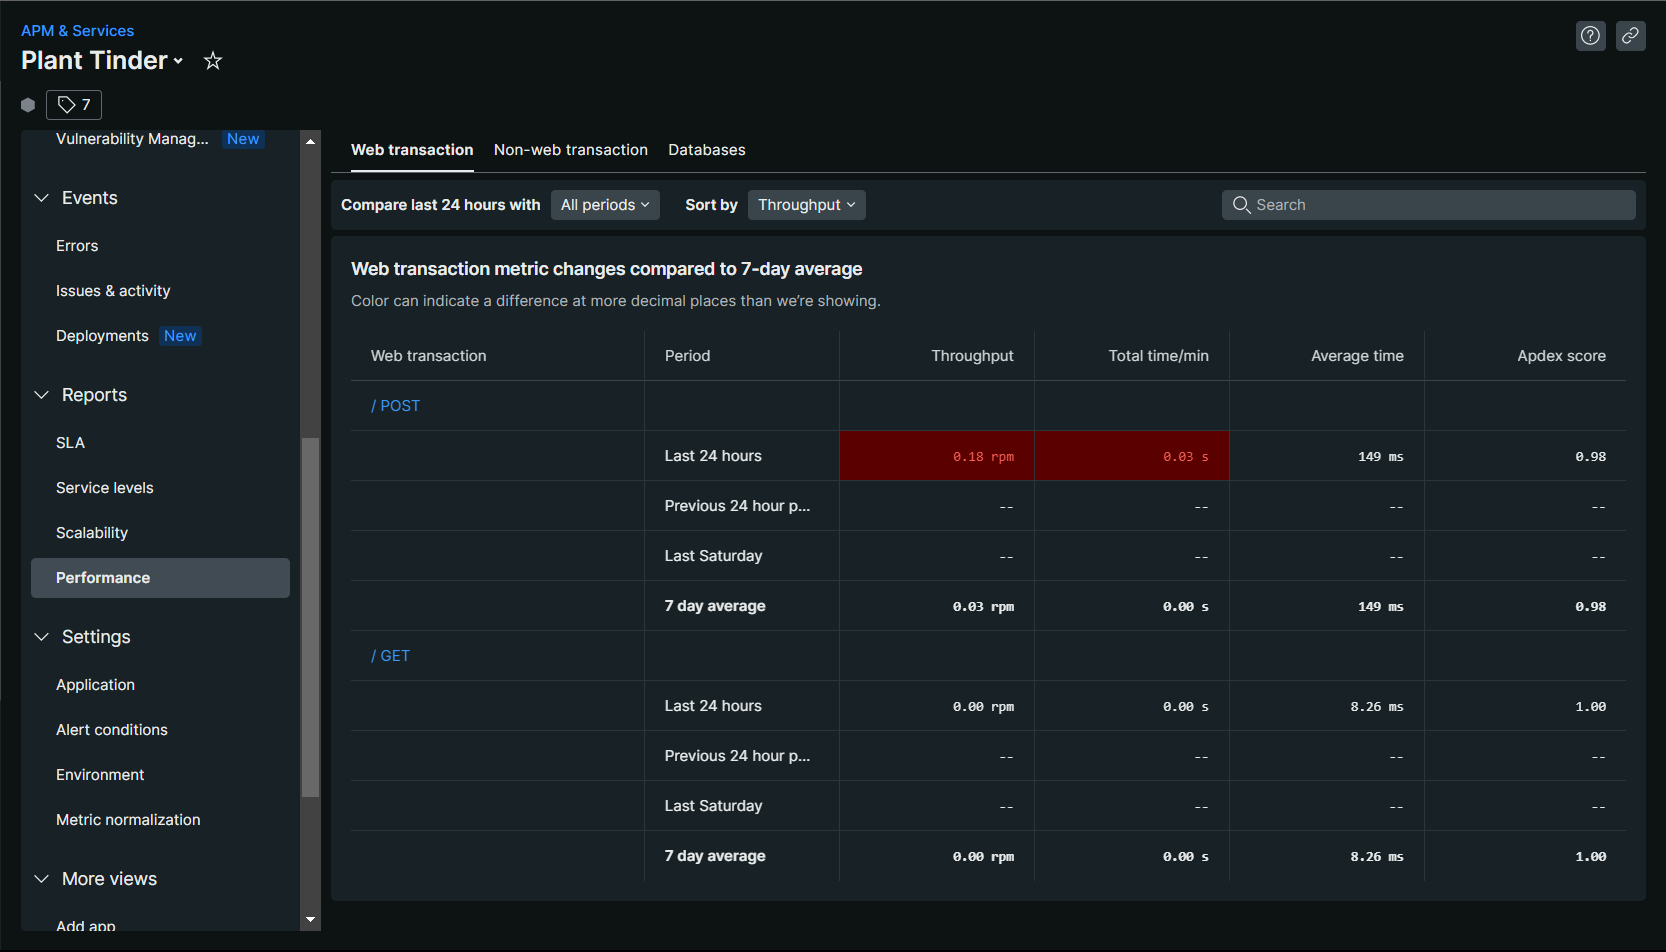 APM & Services
Plant Tinder
7
Vulnerability Manag... New
Events
Errors
Issues & activity
Deployments New
Reports
SLA
Service levels
Scalability
Performance
Settings
Application
Alert conditions
Environment
Metric normalization
More views
Add app
Web transaction Non-web transaction Databases
Compare last 24 hours with All periods Sort by Throughput Search
Web transaction metric changes compared to 7-day average
Color can indicate a difference at more decimal places than we’re showing.
Web transaction Period Throughput Total time/min Average time Apdex score
/ POST
Last 24 hours 0.18 rpm 0.03 s 149 ms 0.98
Previous 24 hour p... -- -- -- --
Last Saturday -- -- -- --
7 day average 0.03 rpm 0.00 s 149 ms 0.98
/ GET
Last 24 hours 0.00 rpm 0.00 s 8.26 ms 1.00
Previous 24 hour p... -- -- -- --
Last Saturday -- -- -- --
7 day average 0.00 rpm 0.00 s 8.26 ms 1.00